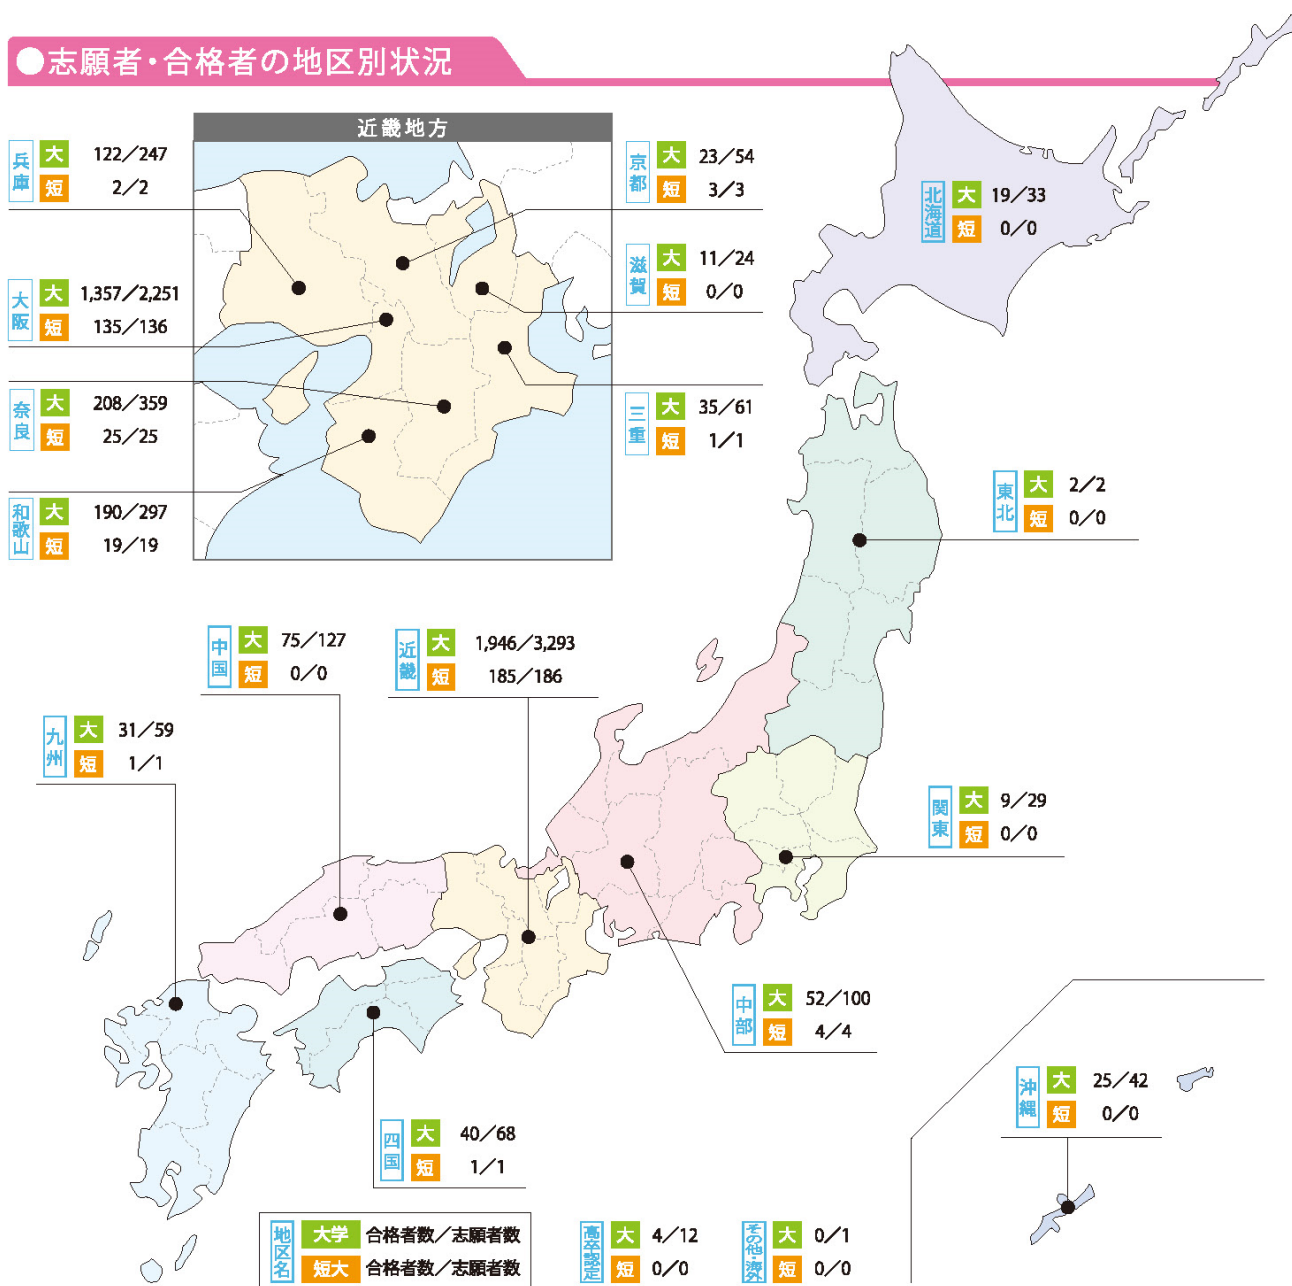 ●志願者・合格者の地区別状況
近畿地方
兵庫
大 122／247
短 2／2
大阪
大 1,357／2,251
短 135／136
奈良
大 208／359
短 25／25
和歌山
大 190／297
短 19／19
京都
大 23／54
短 3／3
滋賀
大 11／24
短 0／0
三重
大 35／61
短 1／1
北海道
大 19／33
短 0／0
東北
大 2／2
短 0／0
中国
大 75／127
短 0／0
近畿
大 1,946／3,293
短 185／186
九州
大 31／59
短 1／1
関東
大 9／29
短 0／0
中部
大 52／100
短 4／4
沖縄
大 25／42
短 0／0
四国
大 40／68
短 1／1
地区名
大学 合格者数／志願者数
短大 合格者数／志願者数
高卒認定
大 4／12
短 0／0
その他・海外
大 0／1
短 0／0